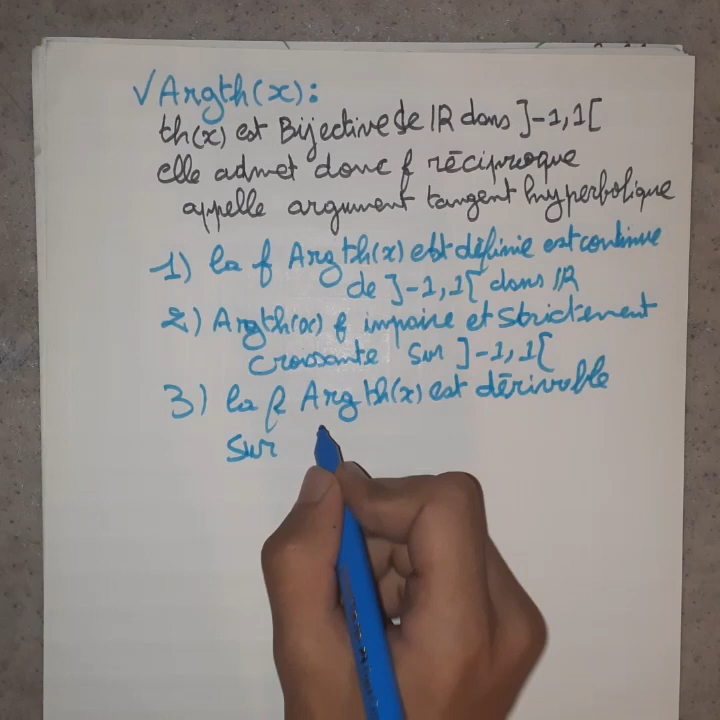 √ Argth(x):
th(x) est Bijective de IR dans ]-1,1[
elle admet donc f réciproque
appelle argument tangent hyperbolique
1) la f Argth(x) est définie est continue
de ]-1,1[ dans IR
2) Argth(x) f impaire et strictement
croissante sur ]-1,1[
3) la f Argth(x) est dérivable
sur